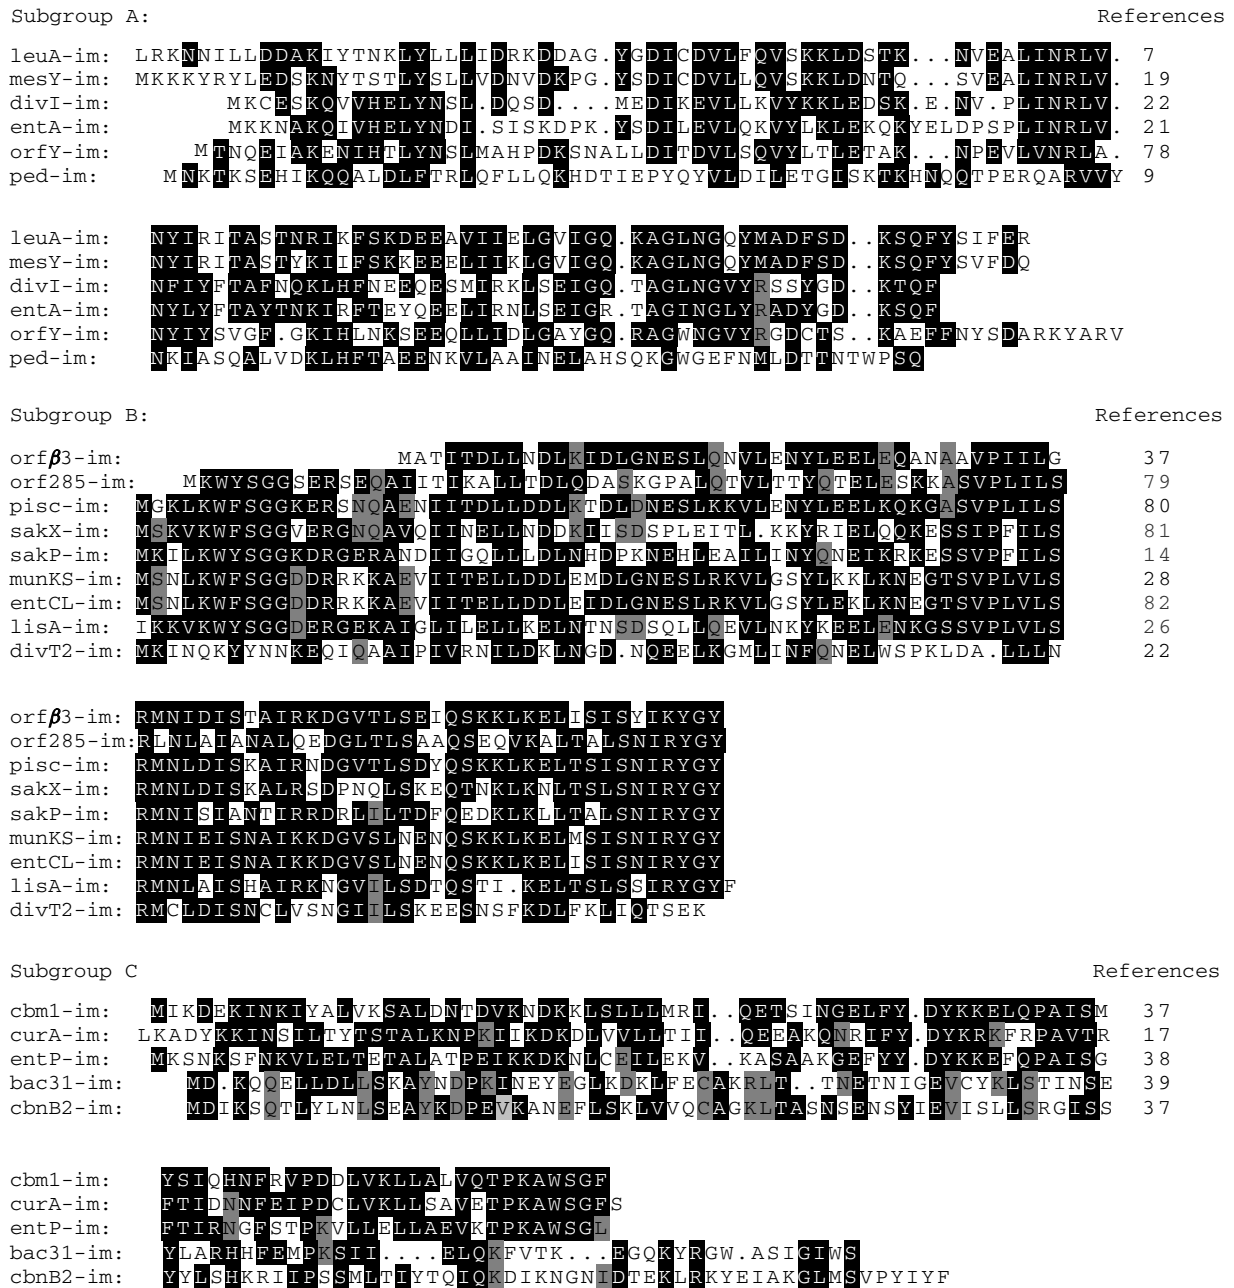 Subgroup A: References
leuA-im: LRKNNILLDDAKIYTNKLYLLLIDRKDDAG.YGDICDVLFQVSKKLDSTK...NVEALINRLV. 7
mesY-im: MKKKYRYLEDSKNYTSTLYSLLVDNVDKPG.YSDICDVLLQVSKKLDNTQ...SVEALINRLV. 19
divI-im: MKCESKQVVHELYNSL.DQSD....MEDIKEVLLKVYKKLEDSK.E.NV.PLINRLV. 22
entA-im: MKKNAKQIVHELYNDI.SISKDPK.YSDILEVLQKVYLKLEKQKYELDPSPLINRLV. 21
orfY-im: MTNQEIAKENIHTLYNSLMAHPDKSNALLDITDVLSQVYLTLETAK...NPEVLVNRLA. 78
ped-im: MNKTKSEHIKQQALDLFTRLQFLLQKHDTIEPYQYVLDILETGISKTKHNQQTPERQARVVY 9
leuA-im: NYIRITASTNRIKFSKDEEAVIIELGVIGQ.KAGLNGQYMADFSD..KSQFYSIFER
mesY-im: NYIRITASTYKIIFSKKEEELIIKLGVIGQ.KAGLNGQYMADFSD..KSQFYSVFDQ
divI-im: NFIYFTAFNQKLHFNEEQESMIRKLSEIGQ.TAGLNGVYRSSYGD..KTQF
entA-im: NYLYFTAYTNKIRFTEYQEELIRNLSEIGR.TAGINGLYRADYGD..KSQF
orfY-im: NYIYSVGF.GKIHLNKSEEQLLIDLGAYGQ.RAGWNGVYRGDCTS..KAEFFNYSDARKYARV
ped-im: NKIASQALVDKLHFTAEENKVLAAINELAHSQKGWGEFNMLDTTNTWPSQ
Subgroup B: References
orfβ3-im: MATITDLLNDLKIDLGNESLQNVLENYLEELEQANAAVPIILG 37
orf285-im: MKWYSGGSERSEQAIITIKALLTDLQDASKGPALQTVLTTYQTELESKKASVPLILS 79
pisc-im: MGKLKWFSGGKERSNQAENIITDLLDDLKTDLDNESLKKVLENYLEELKQKGASVPLILS 80
sakX-im: MSKVKWFSGGVERGNQAVQIINELLNDDKIISDSPLEITL.KKYRIELQQKESSIPFILS 81
sakP-im: MKILKWYSGGKDRGERANDIIGQLLLDLNHDPKNEHLEAILINYQNEIKRKESSVPFILS 14
munKS-im: MSNLKWFSGGDDRRKKAEVIITELLDDLEMDLGNESLRKVLGSYLKKLKNEGTSVPLVLS 28
entCL-im: MSNLKWFSGGDDRRKKAEVIITELLDDLEIDLGNESLRKVLGSYLEKLKNEGTSVPLVLS 82
lisA-im: IKKVKWYSGGDERGEKAIGLILELLKELNTNSDSQLLQEVLNKYKEELENKGSSVPLVLS 26
divT2-im: MKINQKYYNNKEQIQAAIPIVRNILDKLNGD.NQEELKGMLINFQNELWSPKLDA.LLLN 22
orfβ3-im: RMNIDISTAIRKDGVTLSEIQSKKLKELISISYIKYGY
orf285-im: RLNLAIANALQEDGLTLSAAQSEQVKALTALSNIRYGY
pisc-im: RMNLDISKAIRNDGVTLSDYQSKKLKELTSISNIRYGY
sakX-im: RMNLDISKALRSDPNQLSKEQTNKLKNLTSLSNIRYGY
sakP-im: RMNISIANTIRRDRLILTDFQEDKLKLLTALSNIRYGY
munKS-im: RMNIEISNAIKKDGVSLNENQSKKLKELMSISNIRYGY
entCL-im: RMNIEISNAIKKDGVSLNENQSKKLKELISISNIRYGY
lisA-im: RMNLAISHAIRKNGVILSDTQSTI.KELTSLSSIRYGYF
divT2-im: RMCLDISNCLVSNGIILSKEESNSFKDLFKLIQTSEK
Subgroup C References
cbm1-im: MIKDEKINKIYALVKSALDNTDVKNDKKLSLLLMRI..QETSINGELFY.DYKKELQPAISM 37
curA-im: LKADYKKINSILTYTSTALKNPKIIKDKDLVVLLTII..QEEAKQNRIFY.DYKRKFRPAVTR 17
entP-im: MKSNKSFNKVLELTETALATPEIKKDKNLCEILEKV..KASAAKGEFYY.DYKKEFQPAISG 38
bac31-im: MD.KQQELLDLLSKAYNDPKINEYEGLKDKLFECAKRLT..TNETNIGEVCYKLSTINSE 39
cbnB2-im: MDIKSQTLYLNLSEAYKDPEVKANEFLSKLVVQCAGKLTASNSENSYIEVISLLSRGISS 37
cbm1-im: YSIQHNFRVPDDLVKLLALVQTPKAWSGF
curA-im: FTIDNNFEIPDCLVKLLSAVETPKAWSGFS
entP-im: FTIRNGFSTPKVLLELLAEVKTPKAWSGL
bac31-im: YLARHHFEMPKSII....ELQKFVTK...EGQKYRGW.ASIGIWS
cbnB2-im: YYLSHKRIIPSSMLTIYTQIQKDIKNGNIDTEKLRKYEIAKGLMSVPYIYF